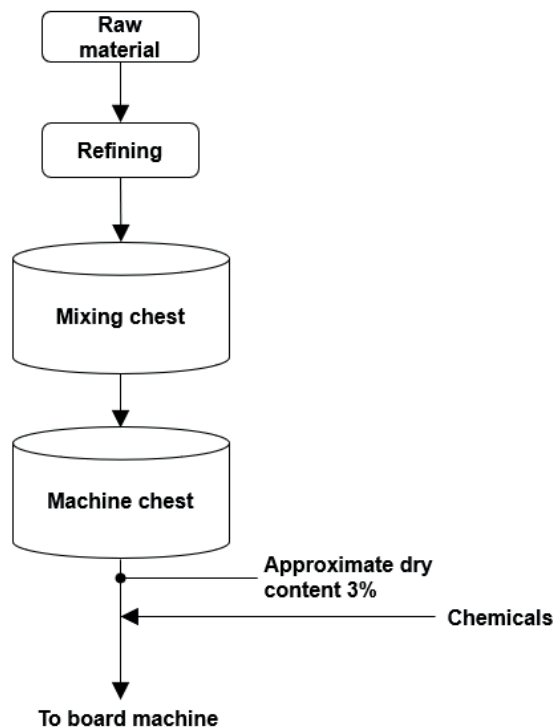 Raw
material
Refining
Mixing chest
Machine chest
Approximate dry
content 3%
Chemicals
To board machine